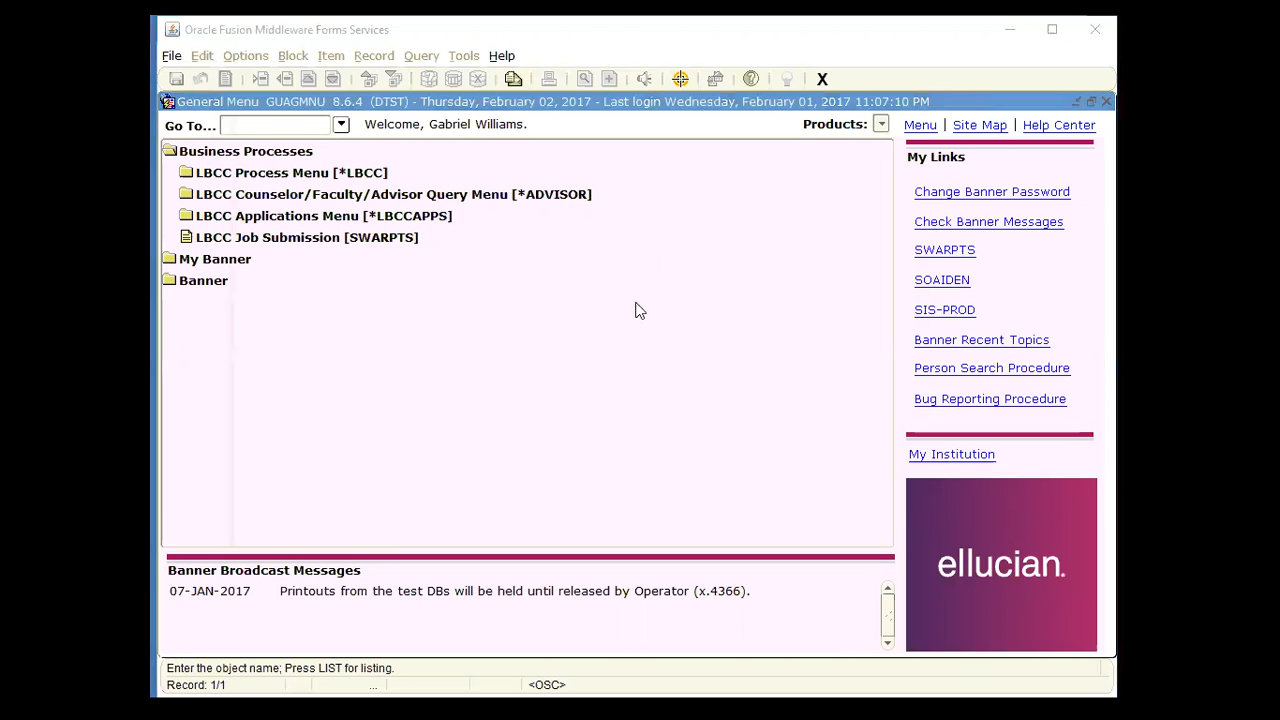 Oracle Fusion Middleware Forms Services
File Edit Options Block Item Record Query Tools Help
X
General Menu GUAGMNU 8.6.4 (DTST) - Thursday, February 02, 2017 - Last login Wednesday, February 01, 2017 11:07:10 PM
Go To... Welcome, Gabriel Williams. Products: Menu | Site Map | Help Center
Business Processes
LBCC Process Menu [*LBCC]
LBCC Counselor/Faculty/Advisor Query Menu [*ADVISOR]
LBCC Applications Menu [*LBCCAPPS]
LBCC Job Submission [SWARPTS]
My Banner
Banner
My Links
Change Banner Password
Check Banner Messages
SWARPTS
SOAIDEN
SIS-PROD
Banner Recent Topics
Person Search Procedure
Bug Reporting Procedure
My Institution
ellucian.
Banner Broadcast Messages
07-JAN-2017 Printouts from the test DBs will be held until released by Operator (x.4366).
Enter the object name; Press LIST for listing.
Record: 1/1 ... <OSC>